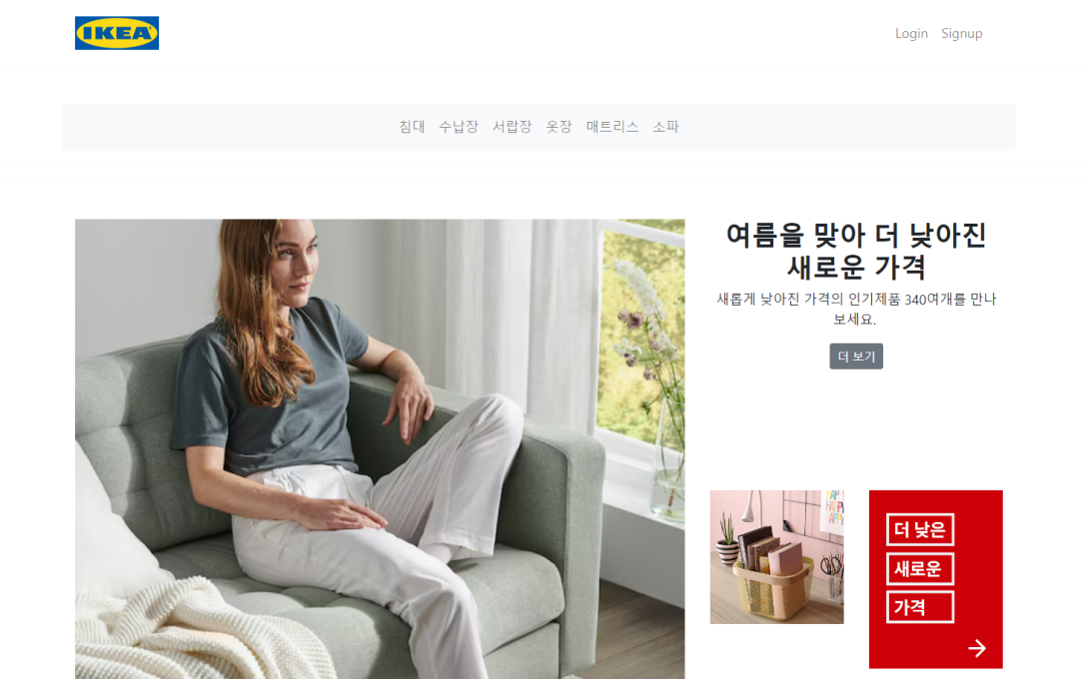 IKEA
Login Signup
침대 수납장 서랍장 옷장 매트리스 소파
여름을 맞아 더 낮아진
새로운 가격
새롭게 낮아진 가격의 인기제품 340여개를 만나
보세요.
더 보기
HAPPY
HAPPY
더 낮은
새로운
가격